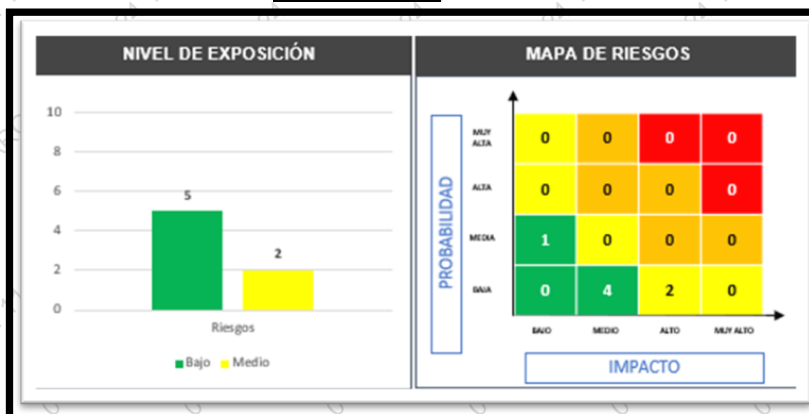 NIVEL DE EXPOSICIÓN
10
8
6
4
2
0
5
2
Riesgos
Bajo Medio
MAPA DE RIESGOS
PROBABILIDAD
MUY
ALTA
0 0 0 0
ALTA 0 0 0 0
MEDIA 1 0 0 0
BAJA 0 4 2 0
BAJO MEDIO ALTO MUY ALTO
IMPACTO